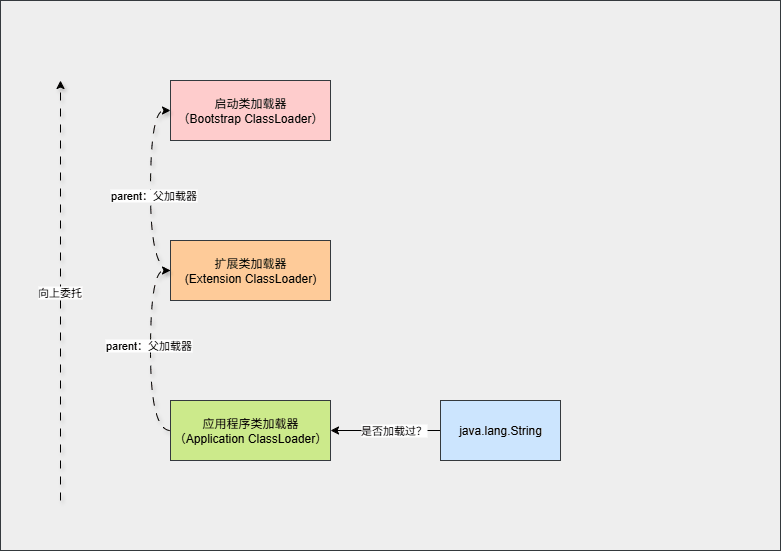 启动类加载器
（Bootstrap ClassLoader）
parent：父加载器
扩展类加载器
(Extension ClassLoader)
向上委托
parent：父加载器
应用程序类加载器
（Application ClassLoader）
是否加载过？
java.lang.String